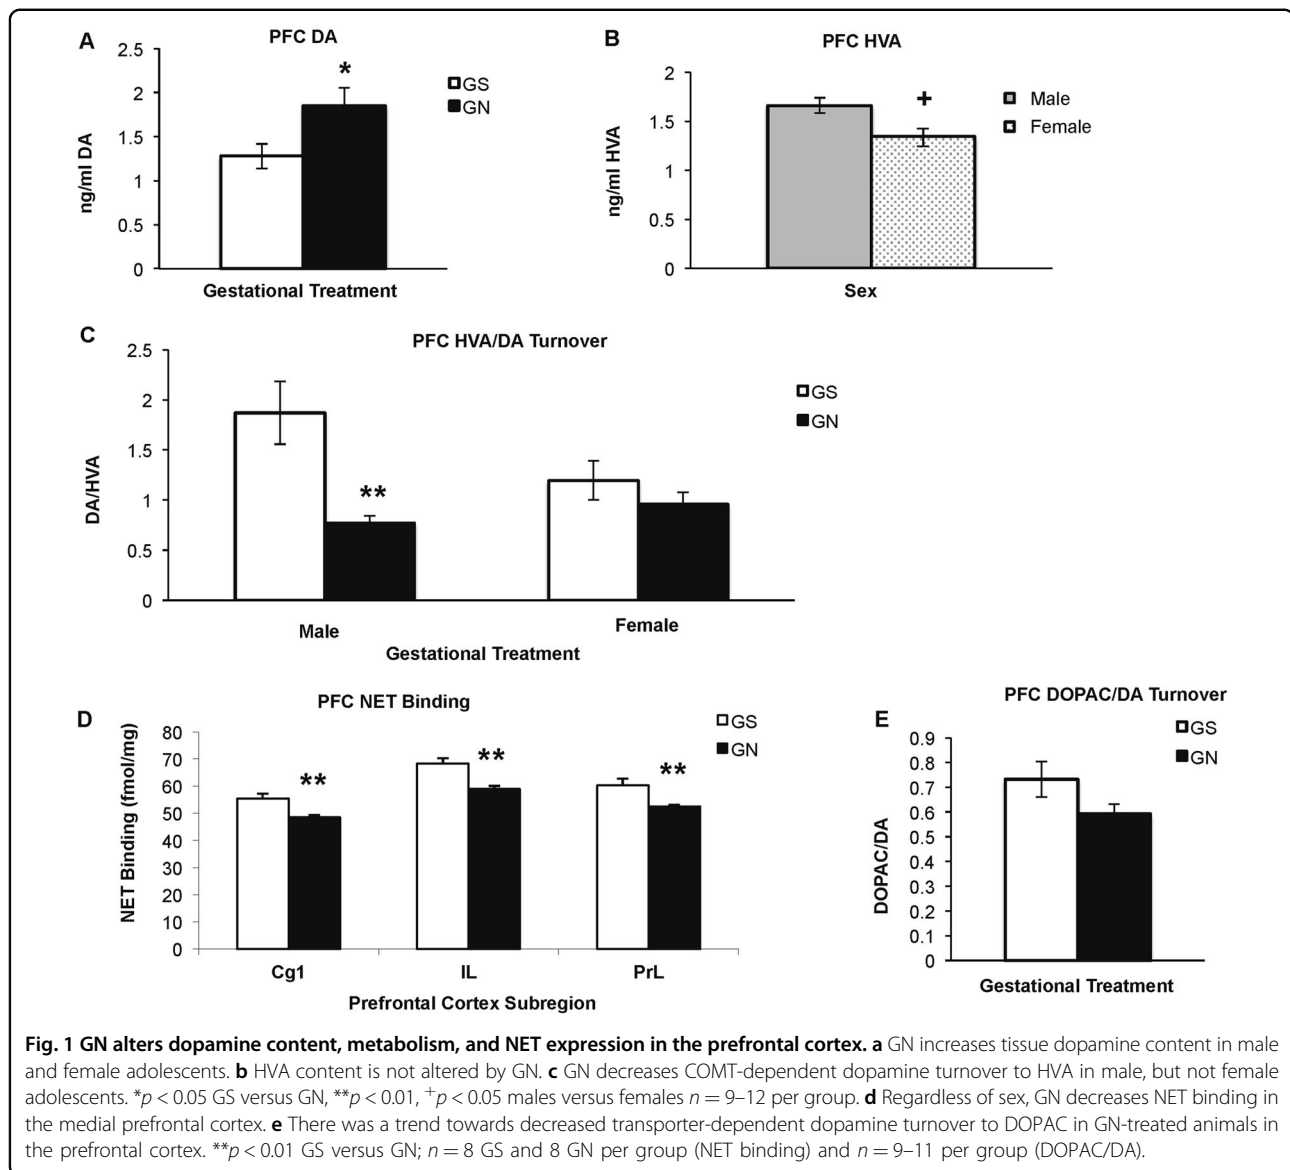 A
PFC DA
2.5
2
1.5
1
0.5
0
ng/ml DA
*
GS
GN
Gestational Treatment
B
PFC HVA
2
1.5
1
0.5
0
ng/ml HVA
+
Male
Female
Sex
C
PFC HVA/DA Turnover
2.5
2
1.5
1
0.5
0
DA/HVA
**
GS
GN
Male
Female
Gestational Treatment
D
PFC NET Binding
80
70
60
50
40
30
20
10
0
NET Binding (fmol/mg)
**
**
**
GS
GN
Cg1
IL
PrL
Prefrontal Cortex Subregion
E
PFC DOPAC/DA Turnover
0.9
0.8
0.7
0.6
0.5
0.4
0.3
0.2
0.1
0
DOPAC/DA
GS
GN
Gestational Treatment
Fig. 1 GN alters dopamine content, metabolism, and NET expression in the prefrontal cortex. a GN increases tissue dopamine content in male
and female adolescents. b HVA content is not altered by GN. c GN decreases COMT-dependent dopamine turnover to HVA in male, but not female
adolescents. *p < 0.05 GS versus GN, **p < 0.01, +p < 0.05 males versus females n = 9–12 per group. d Regardless of sex, GN decreases NET binding in
the medial prefrontal cortex. e There was a trend towards decreased transporter-dependent dopamine turnover to DOPAC in GN-treated animals in
the prefrontal cortex. **p < 0.01 GS versus GN; n = 8 GS and 8 GN per group (NET binding) and n = 9–11 per group (DOPAC/DA).